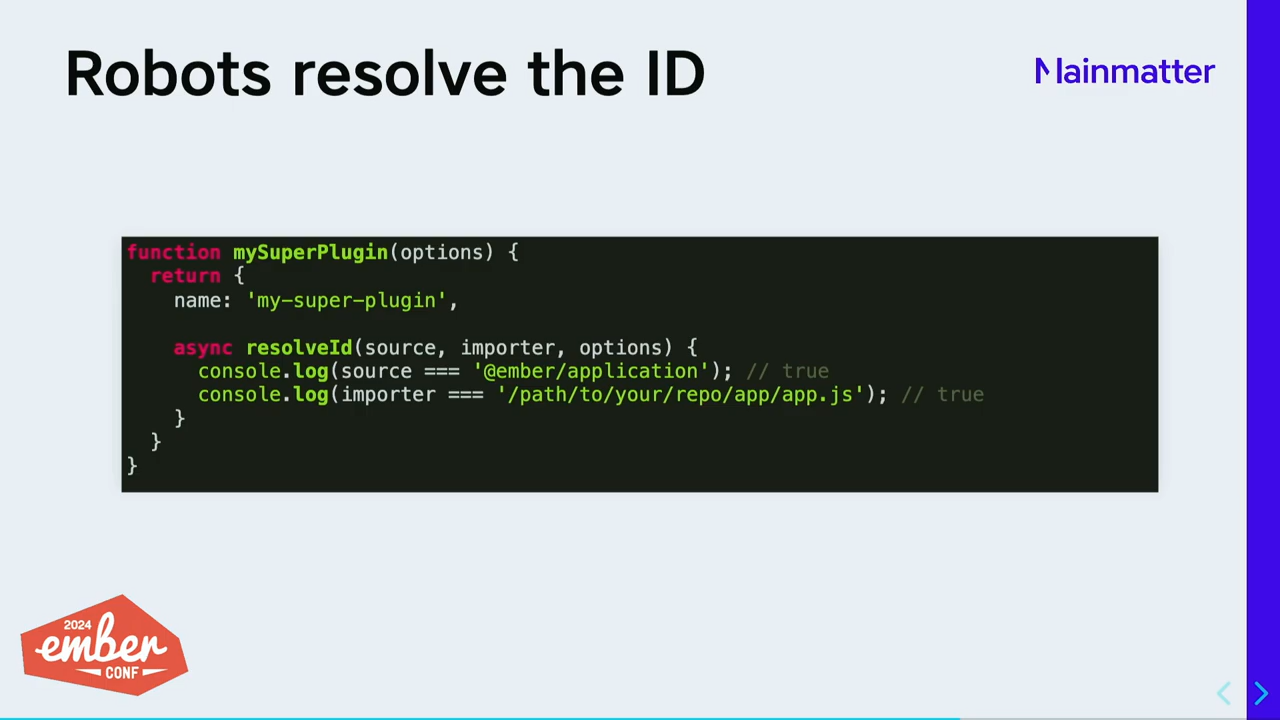 Robots resolve the ID
Mainmatter
function mySuperPlugin(options) {
  return {
    name: 'my-super-plugin',

    async resolveId(source, importer, options) {
      console.log(source === '@ember/application'); // true
      console.log(importer === '/path/to/your/repo/app/app.js'); // true
    }
  }
}
2024
ember
CONF